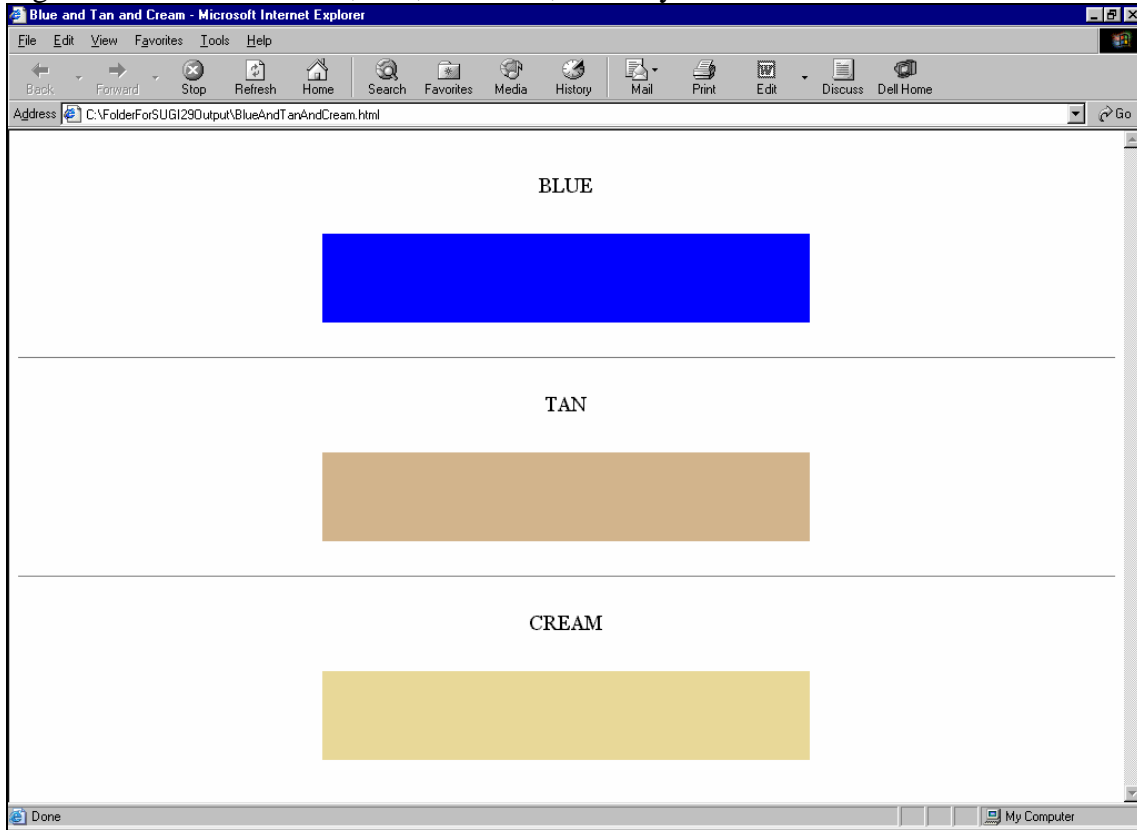 Blue and Tan and Cream - Microsoft Internet Explorer
File Edit View Favorites Tools Help
Back Forward Stop Refresh Home Search Favorites Media History Mail Print Edit Discuss Dell Home
Address C:\FolderForSUGI29Output\BlueAndTanAndCream.html Go
BLUE
TAN
CREAM
Done My Computer